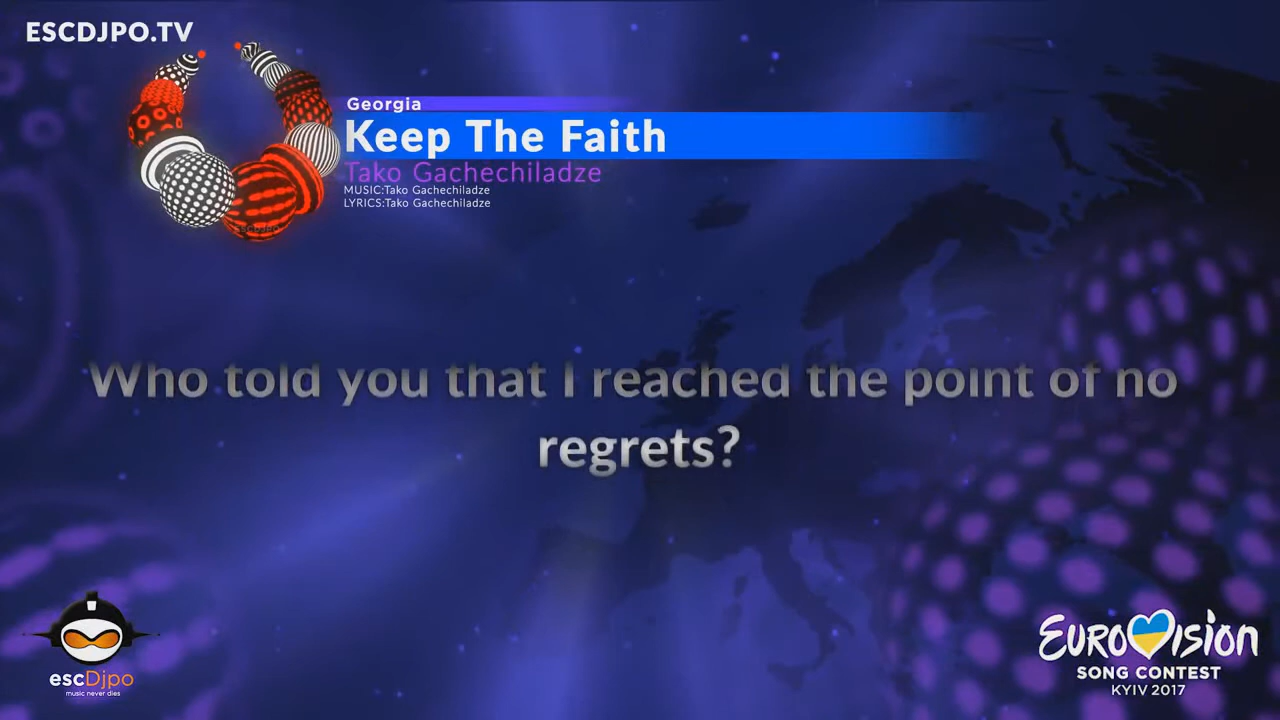 ESCDJPO.TV
Georgia
Keep The Faith
Tako Gachechiladze
MUSIC:Tako Gachechiladze
LYRICS:Tako Gachechiladze
ESCDJPO
Who told you that I reached the point of no
regrets?
escDjpo
music never dies
EUROVISION
SONG CONTEST
KYIV 2017